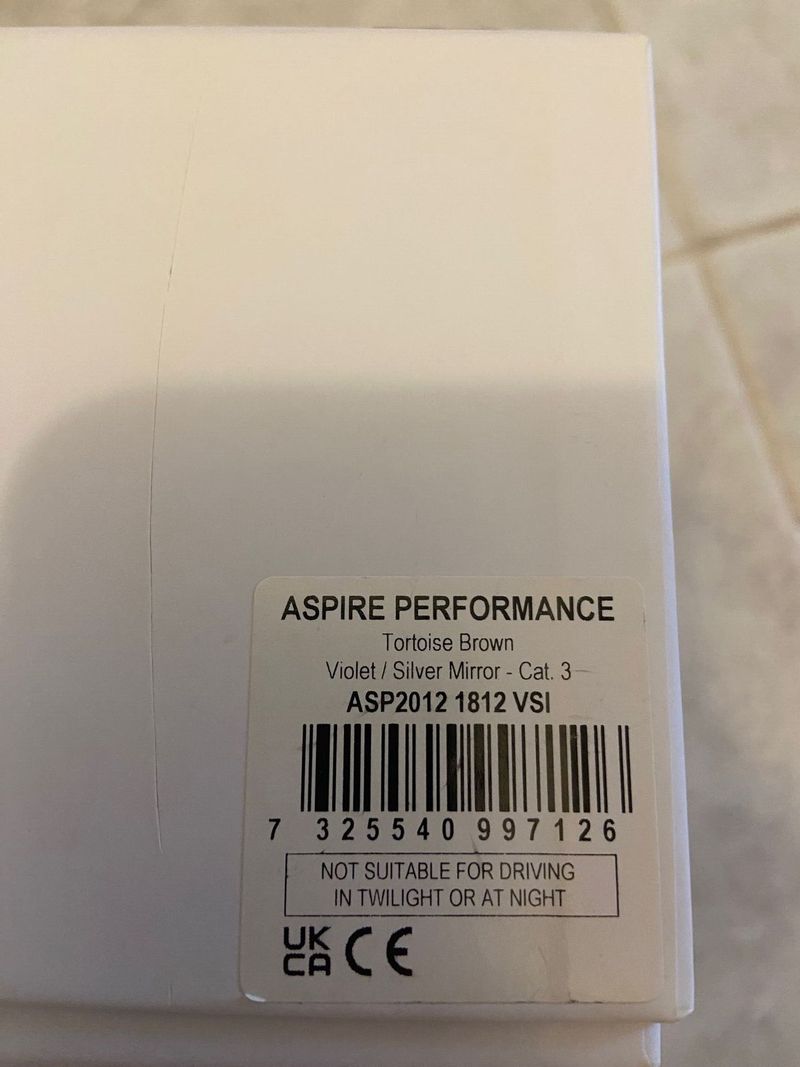 ASPIRE PERFORMANCE
Tortoise Brown
Violet / Silver Mirror - Cat. 3
ASP2012 1812 VSI
7 325540 997126
NOT SUITABLE FOR DRIVING
IN TWILIGHT OR AT NIGHT
UK CE
CA